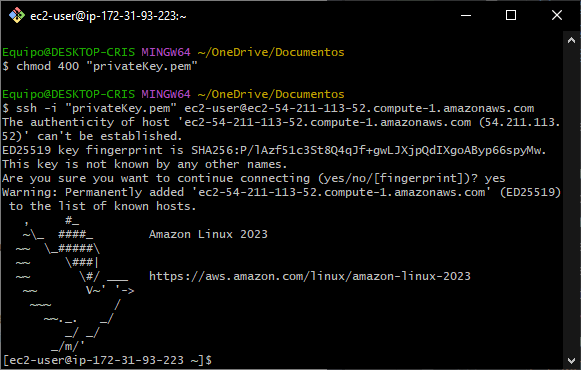 ec2-user@ip-172-31-93-223:~
Equipo@DESKTOP-CRIS MINGW64 ~/OneDrive/Documentos
$ chmod 400 "privateKey.pem"
Equipo@DESKTOP-CRIS MINGW64 ~/OneDrive/Documentos
$ ssh -i "privateKey.pem" ec2-user@ec2-54-211-113-52.compute-1.amazonaws.com
The authenticity of host 'ec2-54-211-113-52.compute-1.amazonaws.com (54.211.113.
52)' can't be established.
ED25519 key fingerprint is SHA256:P/lAzf51c3St8Q4qJf+gwLJXjpQdIXgoAByp66spyMw.
This key is not known by any other names.
Are you sure you want to continue connecting (yes/no/[fingerprint])? yes
Warning: Permanently added 'ec2-54-211-113-52.compute-1.amazonaws.com' (ED25519)
 to the list of known hosts.
   ,     #_
   ~\_  ####_        Amazon Linux 2023
  ~~  \_#####\
  ~~     \###|
  ~~       \#/ ___   https://aws.amazon.com/linux/amazon-linux-2023
   ~~       V~' '->
    ~~~         /
      ~~._.   _/
         _/ _/
       _/m/'
[ec2-user@ip-172-31-93-223 ~]$